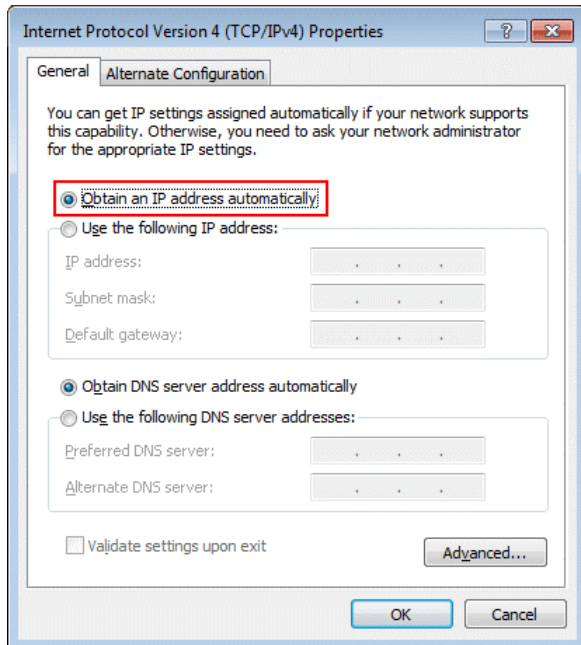 Internet Protocol Version 4 (TCP/IPv4) Properties
General
Alternate Configuration
You can get IP settings assigned automatically if your network supports
this capability. Otherwise, you need to ask your network administrator
for the appropriate IP settings.
Obtain an IP address automatically
Use the following IP address:
IP address:
Subnet mask:
Default gateway:
Obtain DNS server address automatically
Use the following DNS server addresses:
Preferred DNS server:
Alternate DNS server:
Validate settings upon exit
Advanced...
OK
Cancel